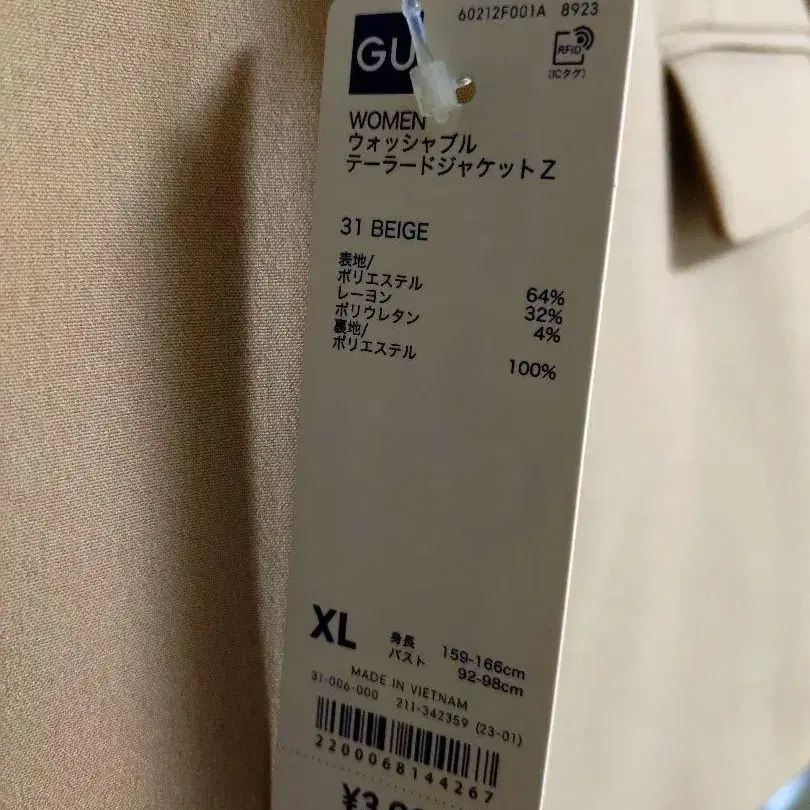 60212F001A 8923
GU
RFID
(ICタグ)
WOMEN
ウォッシャブル
テーラードジャケットZ
31 BEIGE
表地/
ポリエステル 64%
レーヨン 32%
ポリウレタン 4%
裏地/
ポリエステル 100%
XL
身長 159-166cm
バスト 92-98cm
MADE IN VIETNAM
31-006-000 211-342359 (23-01)
2200068144267